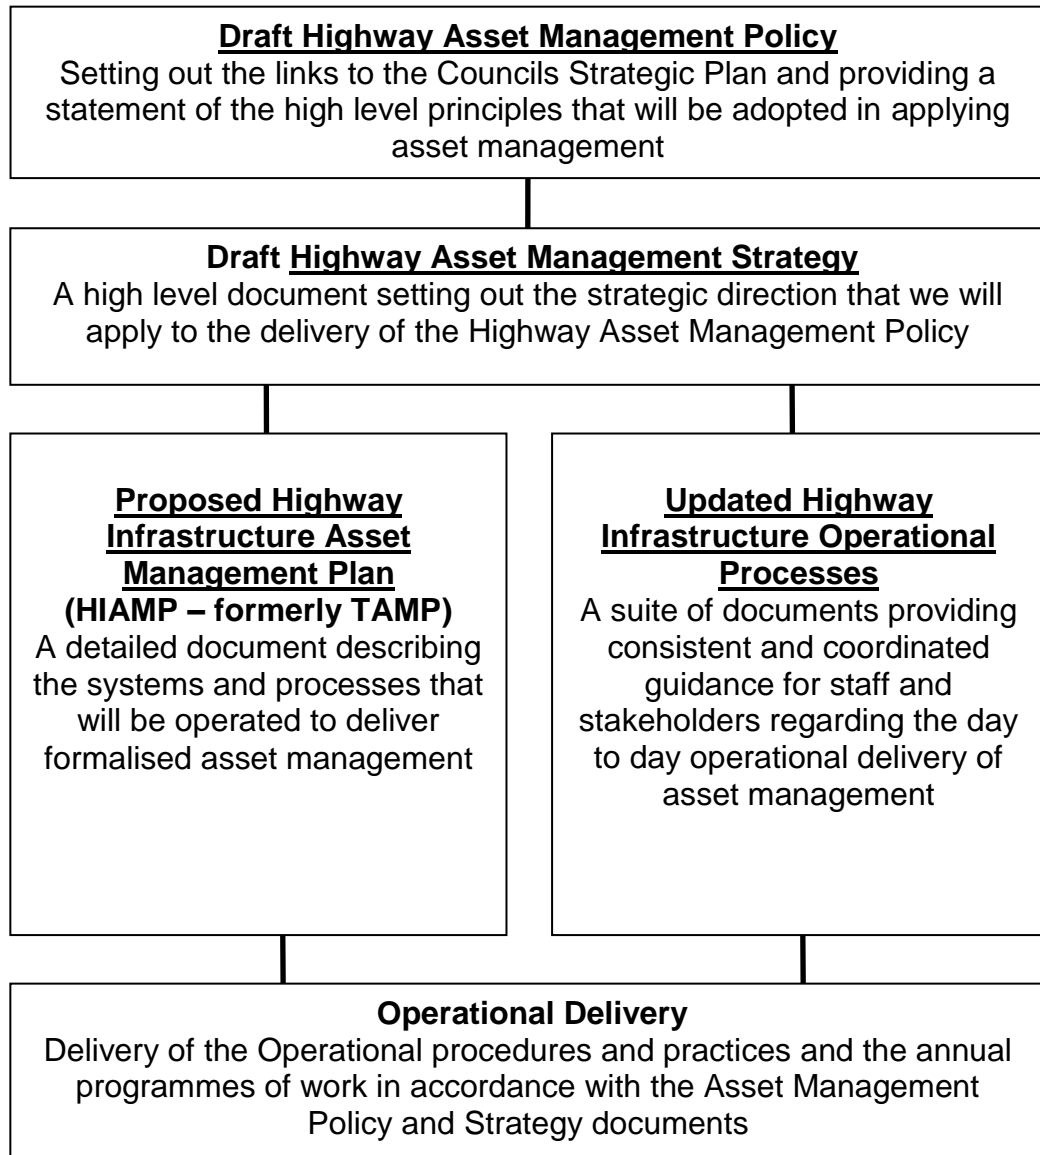 Draft Highway Asset Management Policy
Setting out the links to the Councils Strategic Plan and providing a
statement of the high level principles that will be adopted in applying
asset management
Draft Highway Asset Management Strategy
A high level document setting out the strategic direction that we will
apply to the delivery of the Highway Asset Management Policy
Proposed Highway
Infrastructure Asset
Management Plan
(HIAMP – formerly TAMP)
A detailed document describing
the systems and processes that
will be operated to deliver
formalised asset management
Updated Highway
Infrastructure Operational
Processes
A suite of documents providing
consistent and coordinated
guidance for staff and
stakeholders regarding the day
to day operational delivery of
asset management
Operational Delivery
Delivery of the Operational procedures and practices and the annual
programmes of work in accordance with the Asset Management
Policy and Strategy documents